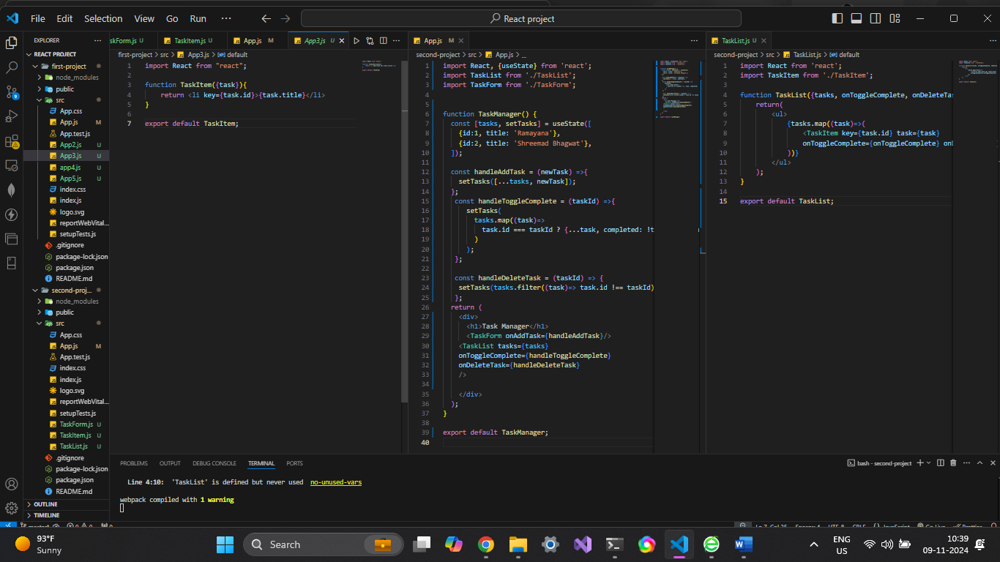 File Edit Selection View Go Run ··· React project
EXPLORER
REACT PROJECT
first-project
node_modules
public
src
App.css
App.js M
App.test.js
App2.js U
App3.js U
app4.js U
App5.js U
index.css
index.js
logo.svg
reportWebVital...
setupTests.js
.gitignore
package-lock.json
package.json
README.md
second-proj...
node_modules
public
src
App.css
App.js M
App.test.js
index.css
index.js
logo.svg
reportWebVital...
setupTests.js
TaskForm.js U
TaskItem.js U
TaskList.js U
.gitignore
package-lock.json
package.json
README.md
OUTLINE
TIMELINE
skForm.js U TaskItem.js U App.js M App3.js U
first-project > src > App3.js > default
1 import React from "react";
2
3 function TaskItem({task}){
4 return <li key={task.id}>{task.title}</li>
5 }
6
7 export default TaskItem;
App.js M
second-project > src > App.js > ...
1 import React, {useState} from 'react';
2 import TaskList from './TaskList';
3 import TaskForm from './TaskForm';
4
5
6 function TaskManager() {
7 const [tasks, setTasks] = useState([
8 {id:1, title: 'Ramayana'},
9 {id:2, title: 'Shreemad Bhagwat'},
10 ]);
11
12 const handleAddTask = (newTask) =>{
13 setTasks([...tasks, newTask]);
14 };
15 const handleToggleComplete = (taskId) =>{
16 setTasks(
17 tasks.map((task)=>
18 task.id === taskId ? {...task, completed: !t
19 )
20 );
21 };
22
23 const handleDeleteTask = (taskId) => {
24 setTasks(tasks.filter((task)=> task.id !== taskId)
25 };
26 return (
27 <div>
28 <h1>Task Manager</h1>
29 <TaskForm onAddTask={handleAddTask}/>
30 <TaskList tasks={tasks}
31 onToggleComplete={handleToggleComplete}
32 onDeleteTask={handleDeleteTask}
33 />
34
35 </div>
36 );
37 }
38
39 export default TaskManager;
40
TaskList.js U
second-project > src > TaskList.js > default
1 import React from 'react';
2 import TaskItem from './TaskItem';
3
4 function TaskList({tasks, onToggleComplete, onDeleteTas
5 return(
6 <ul>
7 {tasks.map((task)=>(
8 <TaskItem key={task.id} task={task}
9 onToggleComplete={onToggleComplete} onD
10 ))}
11 </ul>
12 );
13 }
14
15 export default TaskList;
PROBLEMS OUTPUT DEBUG CONSOLE TERMINAL PORTS
bash - second-project
Line 4:10: 'TaskList' is defined but never used no-unused-vars
webpack compiled with 1 warning
93°F
Sunny
Search
ENG
US
10:39
09-11-2024